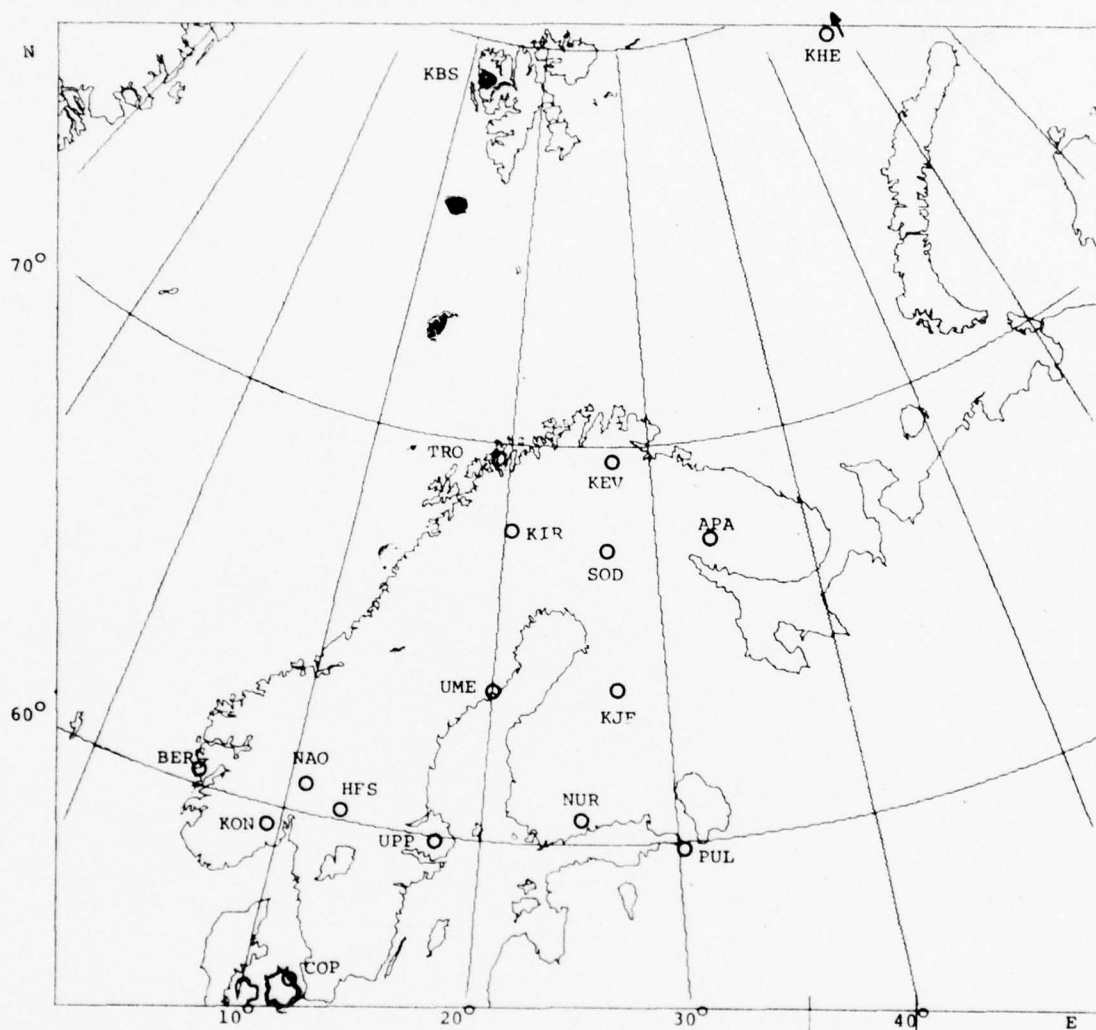 N
KBS
KHE
70°
TRO
KEV
KIR
APA
SOD
UME
KJF
60°
BERG
NAO
HFS
KON
NUR
UPP
PUL
COP
10°
20°
30°
40°
E